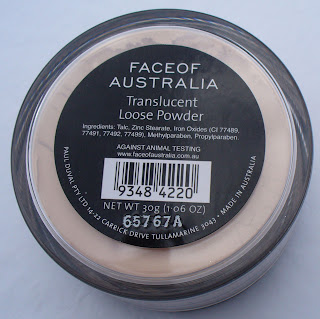 FACEOF
AUSTRALIA
Translucent
Loose Powder
Ingredients: Talc, Zinc Stearate, Iron Oxides (CI 77489,
77491, 77492, 77499), Methylparaben, Propylparaben.
AGAINST ANIMAL TESTING
www.faceofaustralia.com.au
9348 4220
NET WT 30g (1·06 OZ)
65767A
PAUL DUVAL PTY LTD, 14-22 CARRICK DRIVE TULLAMARINE 3043 • MADE IN AUSTRALIA